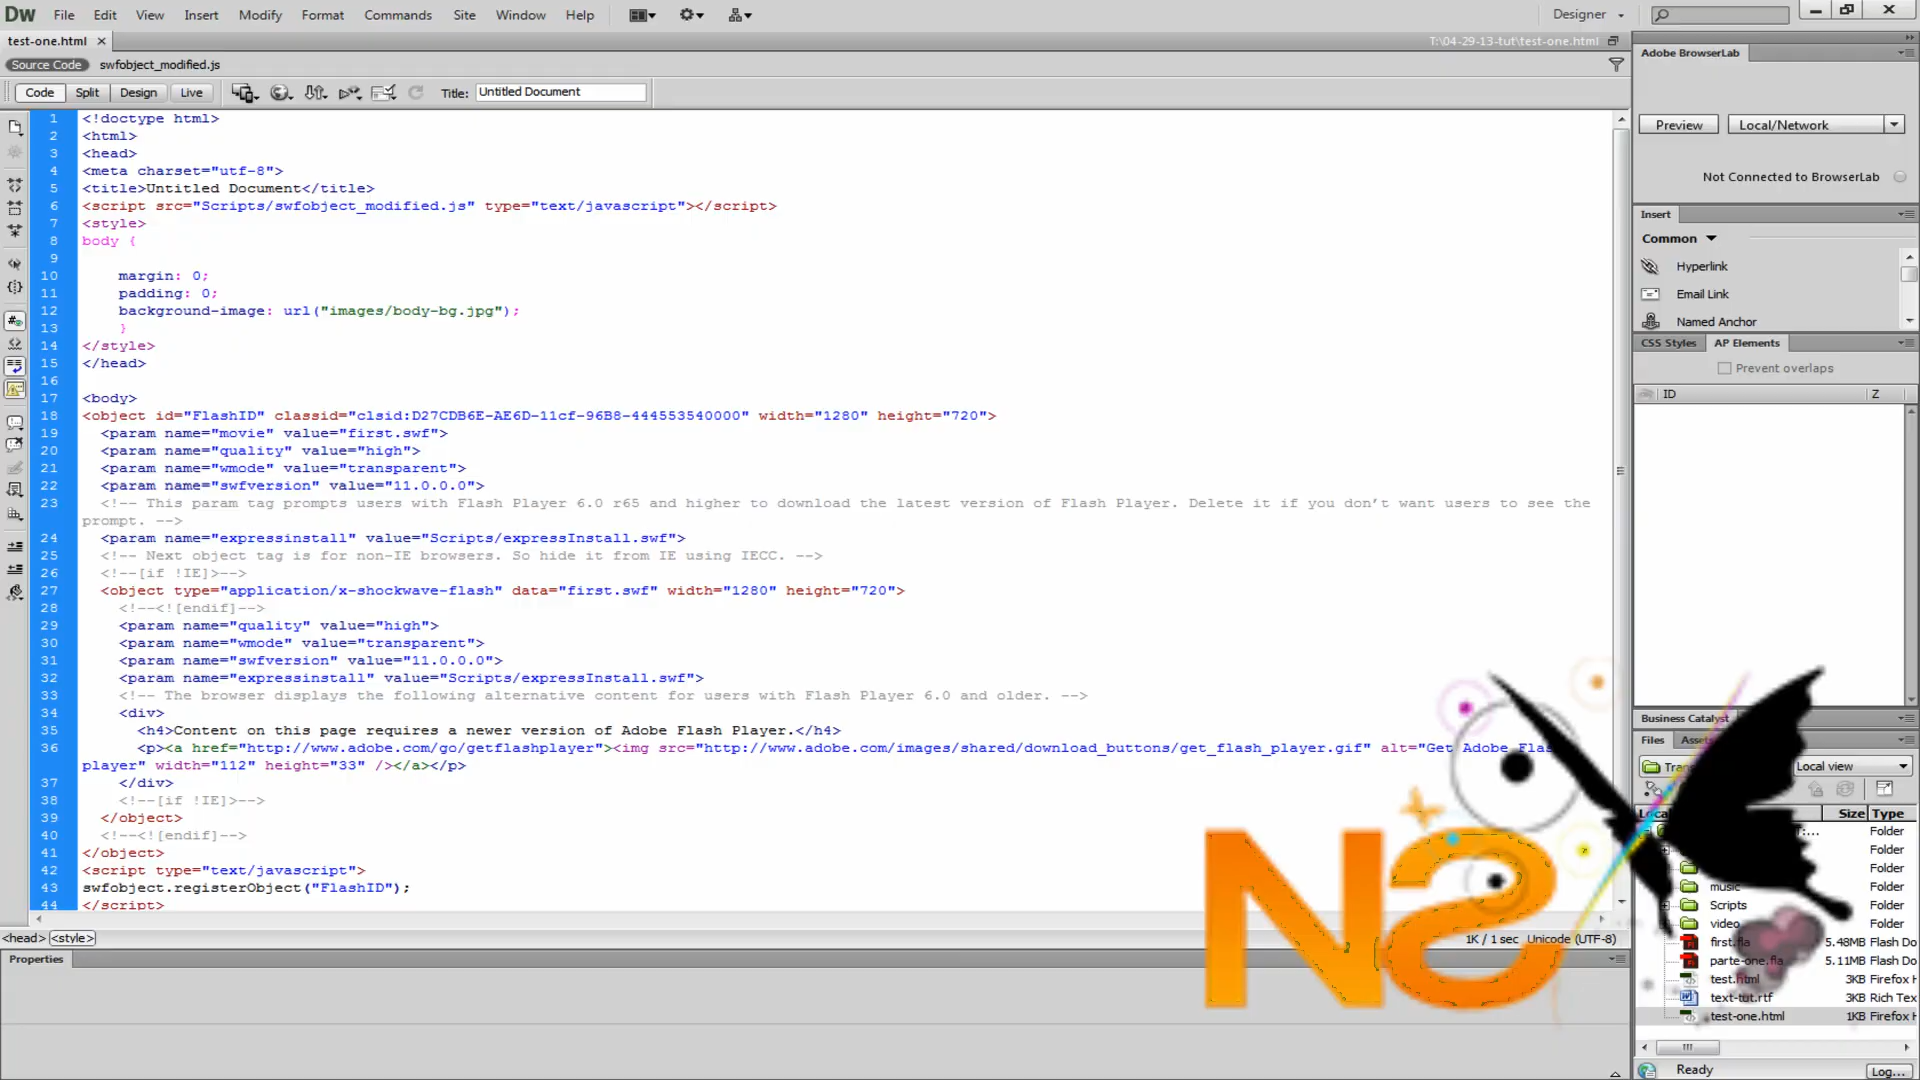 Dw File Edit View Insert Modify Format Commands Site Window Help Designer
test-one.html T:\04-29-13-tut\test-one.html
Source Code swfobject_modified.js
Code Split Design Live Title: Untitled Document
1 <!doctype html>
2 <html>
3 <head>
4 <meta charset="utf-8">
5 <title>Untitled Document</title>
6 <script src="Scripts/swfobject_modified.js" type="text/javascript"></script>
7 <style>
8 body {
9
10 margin: 0;
11 padding: 0;
12 background-image: url("images/body-bg.jpg");
13 }
14 </style>
15 </head>
16
17 <body>
18 <object id="FlashID" classid="clsid:D27CDB6E-AE6D-11cf-96B8-444553540000" width="1280" height="720">
19 <param name="movie" value="first.swf">
20 <param name="quality" value="high">
21 <param name="wmode" value="transparent">
22 <param name="swfversion" value="11.0.0.0">
23 <!-- This param tag prompts users with Flash Player 6.0 r65 and higher to download the latest version of Flash Player. Delete it if you don’t want users to see the
prompt. -->
24 <param name="expressinstall" value="Scripts/expressInstall.swf">
25 <!-- Next object tag is for non-IE browsers. So hide it from IE using IECC. -->
26 <!--[if !IE]>-->
27 <object type="application/x-shockwave-flash" data="first.swf" width="1280" height="720">
28 <!--<![endif]-->
29 <param name="quality" value="high">
30 <param name="wmode" value="transparent">
31 <param name="swfversion" value="11.0.0.0">
32 <param name="expressinstall" value="Scripts/expressInstall.swf">
33 <!-- The browser displays the following alternative content for users with Flash Player 6.0 and older. -->
34 <div>
35 <h4>Content on this page requires a newer version of Adobe Flash Player.</h4>
36 <p><a href="http://www.adobe.com/go/getflashplayer"><img src="http://www.adobe.com/images/shared/download_buttons/get_flash_player.gif" alt="Get Adobe Flas
player" width="112" height="33" /></a></p>
37 </div>
38 <!--[if !IE]>-->
39 </object>
40 <!--<![endif]-->
41 </object>
42 <script type="text/javascript">
43 swfobject.registerObject("FlashID");
44 </script>
<head> <style> 1K / 1 sec Unicode (UTF-8)
Properties
Adobe BrowserLab
Preview Local/Network
Not Connected to BrowserLab
Insert
Common
Hyperlink
Email Link
Named Anchor
CSS Styles AP Elements
Prevent overlaps
ID Z
Business Catalyst
Files Assets
Local view
Size Type
Folder
Folder
Folder
music Folder
Scripts Folder
video Folder
first.fla 5.48MB Flash Do
parte-one.fla 5.11MB Flash Do
test.html 3KB Firefox H
text-tut.rtf 3KB Rich Tex
test-one.html 1KB Firefox H
Ready Log...
NS